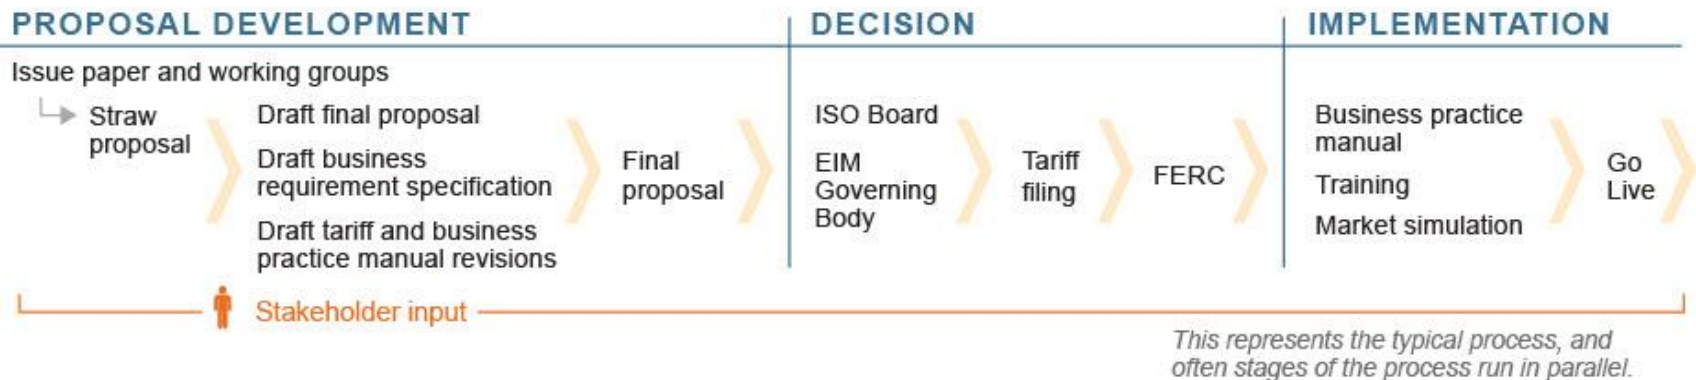 PROPOSAL DEVELOPMENT
Issue paper and working groups
Straw
proposal
Draft final proposal
Draft business
requirement specification
Draft tariff and business
practice manual revisions
Final
proposal
DECISION
ISO Board
EIM
Governing
Body
Tariff
filing
FERC
IMPLEMENTATION
Business practice
manual
Training
Market simulation
Go
Live
Stakeholder input
This represents the typical process, and
often stages of the process run in parallel.